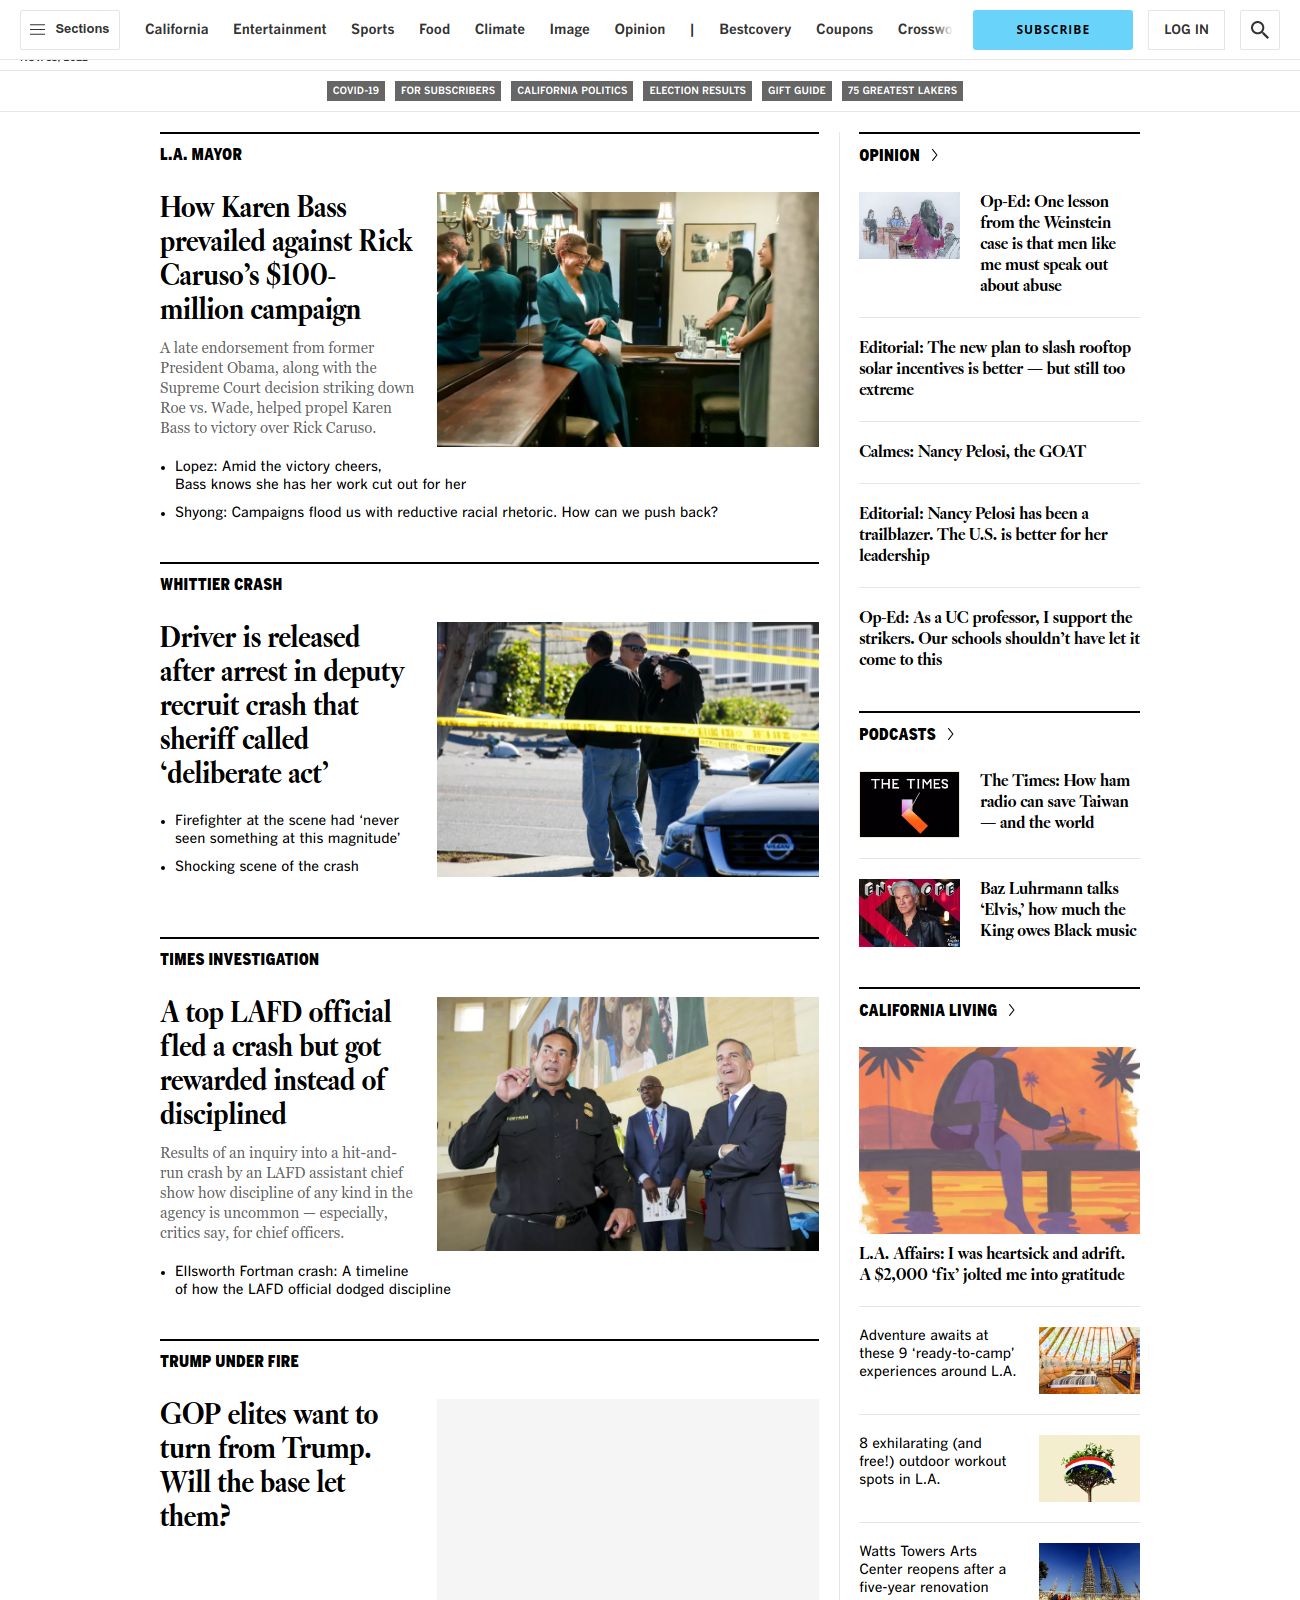 Sections
California Entertainment Sports Food Climate Image Opinion | Bestcovery Coupons
SUBSCRIBE
LOG IN
COVID-19 FOR SUBSCRIBERS CALIFORNIA POLITICS ELECTION RESULTS GIFT GUIDE 75 GREATEST LAKERS
L.A. MAYOR
How Karen Bass
prevailed against Rick
Caruso’s $100-
million campaign
A late endorsement from former
President Obama, along with the
Supreme Court decision striking down
Roe vs. Wade, helped propel Karen
Bass to victory over Rick Caruso.
• Lopez: Amid the victory cheers,
Bass knows she has her work cut out for her
• Shyong: Campaigns flood us with reductive racial rhetoric. How can we push back?
WHITTIER CRASH
Driver is released
after arrest in deputy
recruit crash that
sheriff called
‘deliberate act’
• Firefighter at the scene had ‘never
seen something at this magnitude’
• Shocking scene of the crash
TIMES INVESTIGATION
A top LAFD official
fled a crash but got
rewarded instead of
disciplined
FORTMAN
Results of an inquiry into a hit-and-
run crash by an LAFD assistant chief
show how discipline of any kind in the
agency is uncommon — especially,
critics say, for chief officers.
• Ellsworth Fortman crash: A timeline
of how the LAFD official dodged discipline
TRUMP UNDER FIRE
GOP elites want to
turn from Trump.
Will the base let
them?
OPINION
Op-Ed: One lesson
from the Weinstein
case is that men like
me must speak out
about abuse
Editorial: The new plan to slash rooftop
solar incentives is better — but still too
extreme
Calmes: Nancy Pelosi, the GOAT
Editorial: Nancy Pelosi has been a
trailblazer. The U.S. is better for her
leadership
Op-Ed: As a UC professor, I support the
strikers. Our schools shouldn’t have let it
come to this
PODCASTS
THE TIMES
The Times: How ham
radio can save Taiwan
— and the world
Baz Luhrmann talks
‘Elvis,’ how much the
King owes Black music
CALIFORNIA LIVING
L.A. Affairs: I was heartsick and adrift.
A $2,000 ‘fix’ jolted me into gratitude
Adventure awaits at
these 9 ‘ready-to-camp’
experiences around L.A.
8 exhilarating (and
free!) outdoor workout
spots in L.A.
Watts Towers Arts
Center reopens after a
five-year renovation